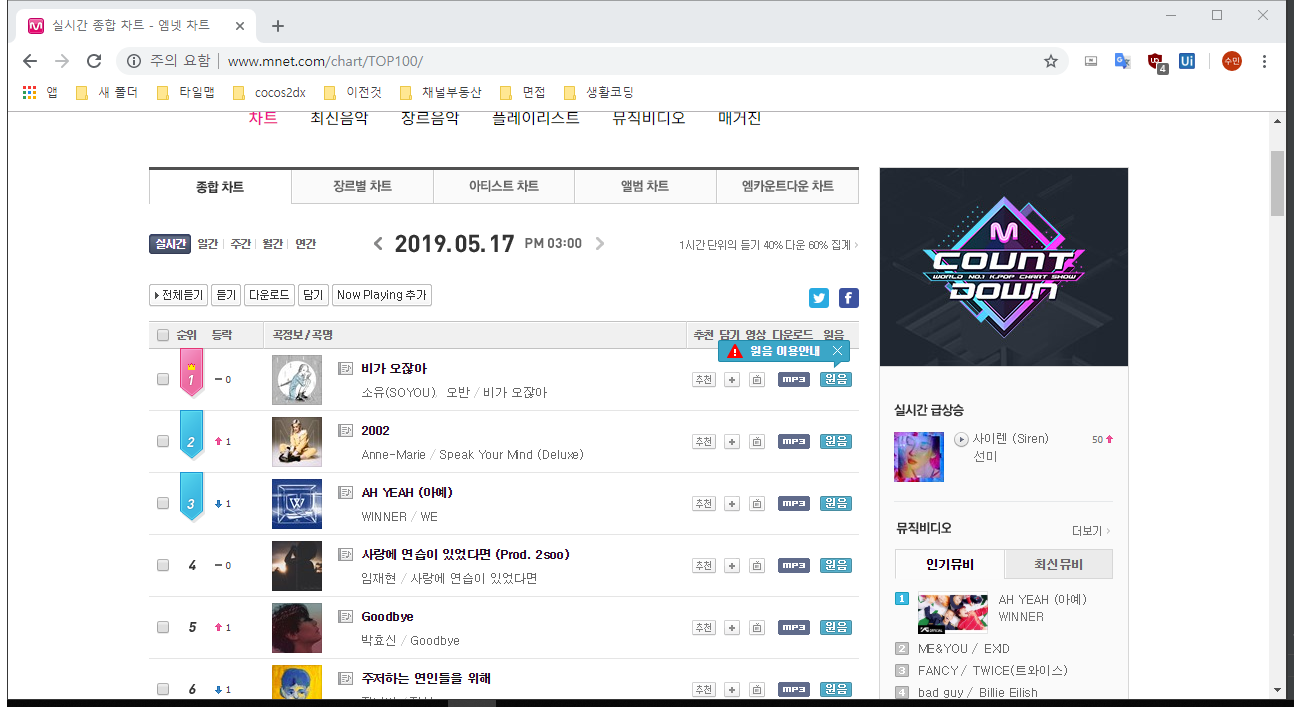 실시간 종합 차트 - 엠넷 차트
주의 요함 www.mnet.com/chart/TOP100/
4
Ui
수민
앱 새 폴더 타일맵 cocos2dx 이전것 채널부동산 면접 생활코딩
차트 최신음악 장르음악 플레이리스트 뮤직비디오 매거진
종합 차트 장르별 차트 아티스트 차트 앨범 차트 엠카운트다운 차트
실시간 일간 주간 월간 연간
2019.05.17 PM 03:00
1시간 단위의 듣기 40% 다운 60% 집계
전체듣기 듣기 다운로드 담기 Now Playing 추가
순위 등락 곡정보 / 곡명 추천 담기 영상 다운로드 원음
원음 이용안내
1 0 비가 오잖아
소유(SOYOU), 오반 / 비가 오잖아
추천 MP3 원음
2 1 2002
Anne-Marie / Speak Your Mind (Deluxe)
추천 MP3 원음
3 1 AH YEAH (아예)
WINNER / WE
추천 MP3 원음
4 0 사랑에 연습이 있었다면 (Prod. 2soo)
임재현 / 사랑에 연습이 있었다면
추천 MP3 원음
5 1 Goodbye
박효신 / Goodbye
추천 MP3 원음
6 1 주저하는 연인들을 위해
추천 MP3 원음
M
COUNT
WORLD NO.1 K-POP CHART SHOW
DOWN
실시간 급상승
사이렌 (Siren) 50
선미
뮤직비디오 더보기
인기뮤비 최신뮤비
1 AH YEAH (아예)
WINNER
2 ME&YOU / EXID
3 FANCY / TWICE(트와이스)
4 bad guy / Billie Eilish